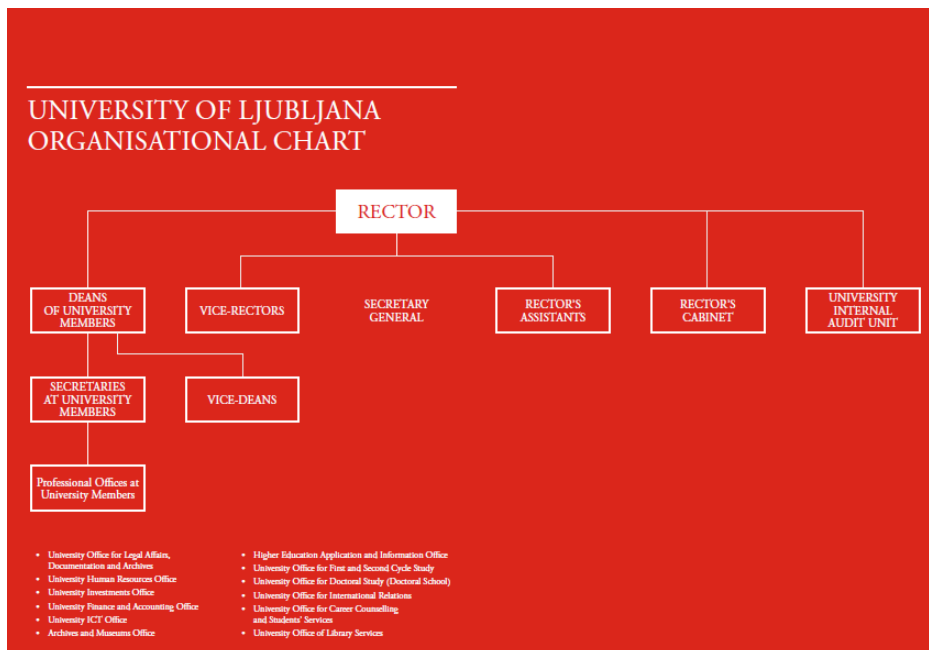 UNIVERSITY OF LJUBLJANA
ORGANISATIONAL CHART
RECTOR
DEANS
OF UNIVERSITY
MEMBERS
VICE-RECTORS
SECRETARY
GENERAL
RECTOR'S
ASSISTANTS
RECTOR'S
CABINET
UNIVERSITY
INTERNAL
AUDIT UNIT
SECRETARIES
AT UNIVERSITY
MEMBERS
VICE-DEANS
Professional Offices at
University Members
• University Office for Legal Affairs,
Documentation and Archives
• University Human Resources Office
• University Investments Office
• University Finance and Accounting Office
• University ICT Office
• Archives and Museums Office
• Higher Education Application and Information Office
• University Office for First and Second Cycle Study
• University Office for Doctoral Study (Doctoral School)
• University Office for International Relations
• University Office for Career Counselling
and Students' Services
• University Office of Library Services